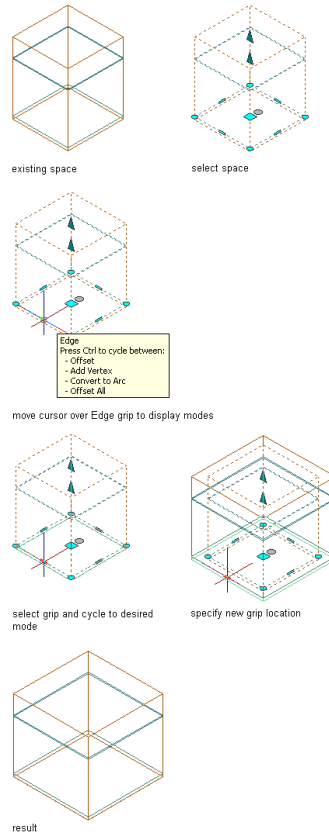 existing space
select space
Edge
Press Ctrl to cycle between:
- Offset
- Add Vertex
- Convert to Arc
- Offset All
move cursor over Edge grip to display modes
select grip and cycle to desired
mode
specify new grip location
result